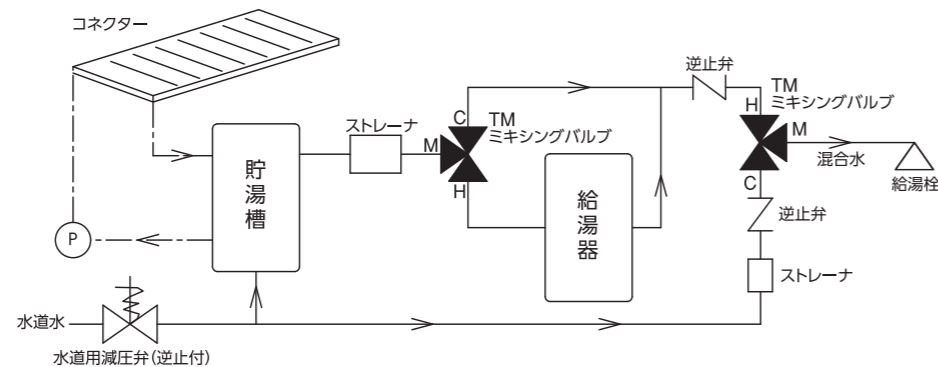 コネクター
逆止弁
TM
ミキシングバルブ
H
ストレーナ
C
TM
ミキシングバルブ
M
M
混合水
貯湯槽
給湯器
H
C
給湯栓
逆止弁
P
ストレーナ
水道水
水道用減圧弁(逆止付)